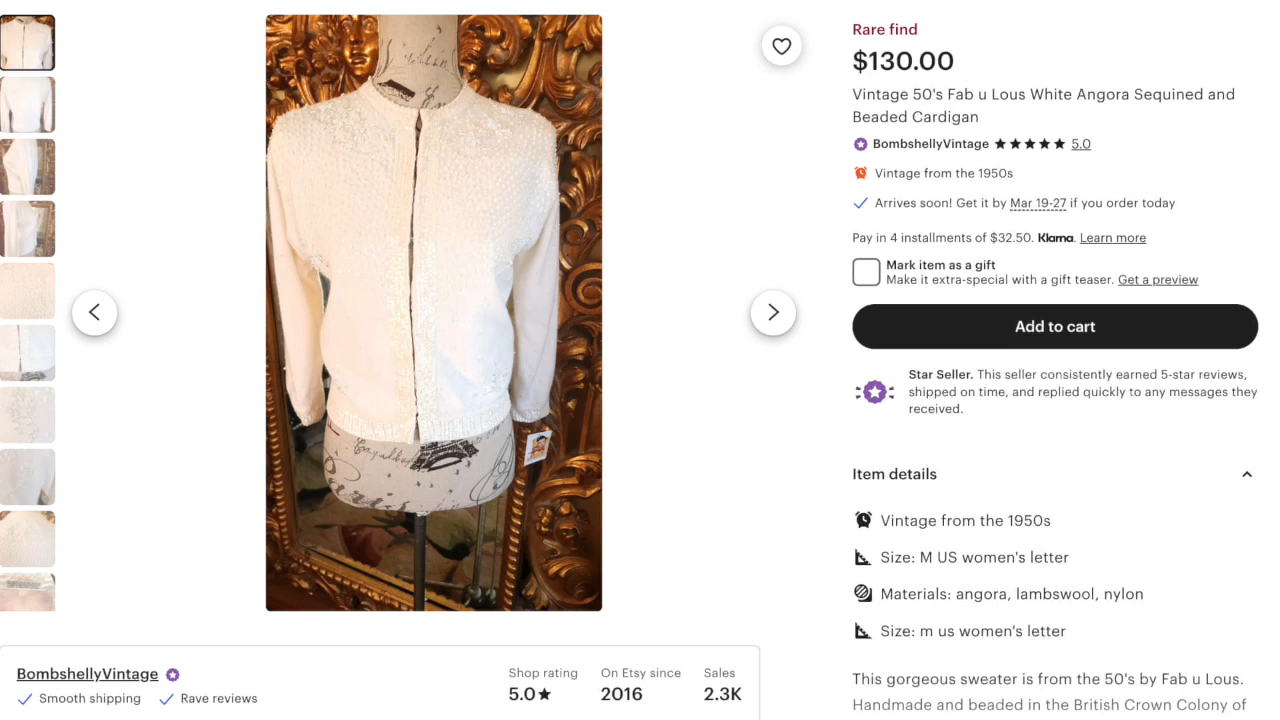 Rare find
$130.00
Vintage 50's Fab u Lous White Angora Sequined and
Beaded Cardigan
BombshellyVintage 5.0
Vintage from the 1950s
Arrives soon! Get it by Mar 19-27 if you order today
Pay in 4 installments of $32.50. Klarna. Learn more
Mark item as a gift
Make it extra-special with a gift teaser. Get a preview
Add to cart
Star Seller. This seller consistently earned 5-star reviews,
shipped on time, and replied quickly to any messages they
received.
Item details
Vintage from the 1950s
Size: M US women's letter
Materials: angora, lambswool, nylon
Size: m us women's letter
This gorgeous sweater is from the 50's by Fab u Lous.
Handmade and beaded in the British Crown Colony of
BombshellyVintage
Smooth shipping Rave reviews
Shop rating On Etsy since Sales
5.0 2016 2.3K